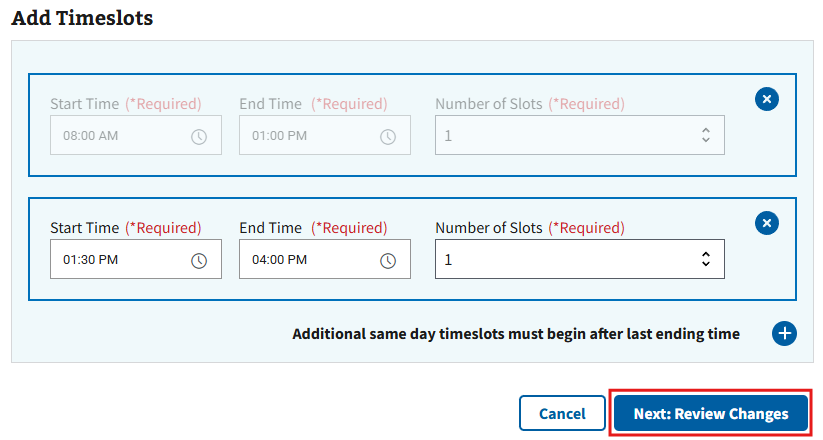 Add Timeslots
Start Time (*Required) End Time (*Required) Number of Slots (*Required)
08:00 AM 01:00 PM 1
Start Time (*Required) End Time (*Required) Number of Slots (*Required)
01:30 PM 04:00 PM 1
Additional same day timeslots must begin after last ending time
Cancel Next: Review Changes